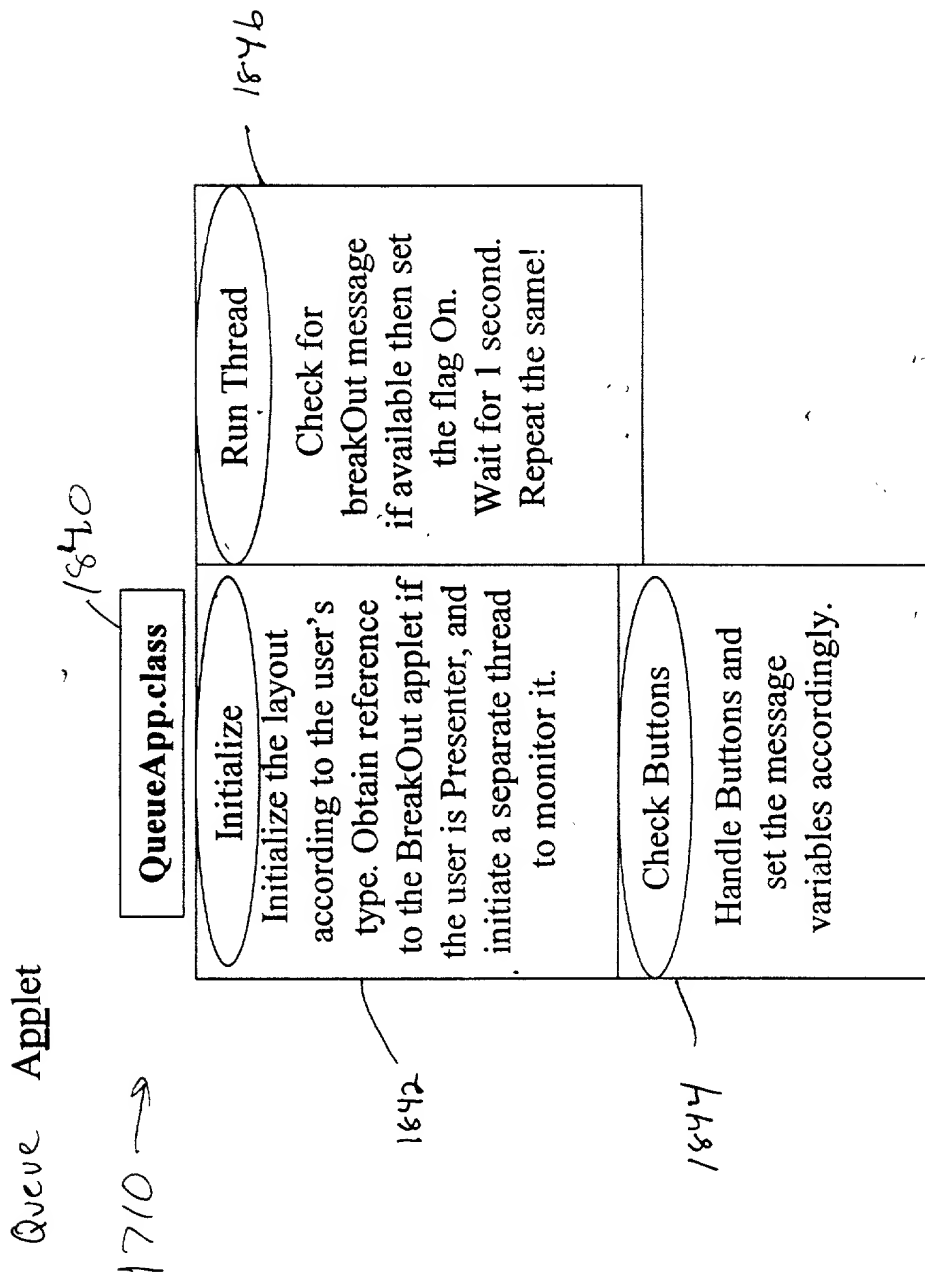 Queue Applet
1710
1840
QueueApp.class
Initialize
Initialize the layout
according to the user's
type. Obtain reference
to the BreakOut applet if
the user is Presenter, and
initiate a separate thread
to monitor it.
1842
Run Thread
Check for
breakOut message
if available then set
the flag On.
Wait for 1 second.
Repeat the same!
1846
Check Buttons
Handle Buttons and
set the message
variables accordingly.
1844